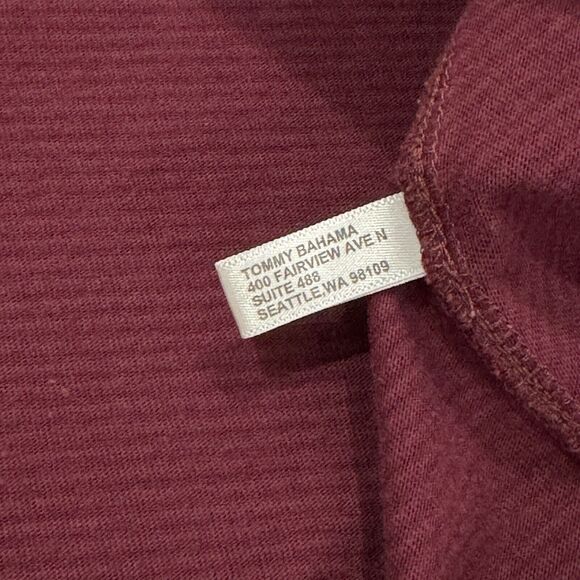 TOMMY BAHAMA
400 FAIRVIEW AVE N
SUITE 488
SEATTLE,WA 98109